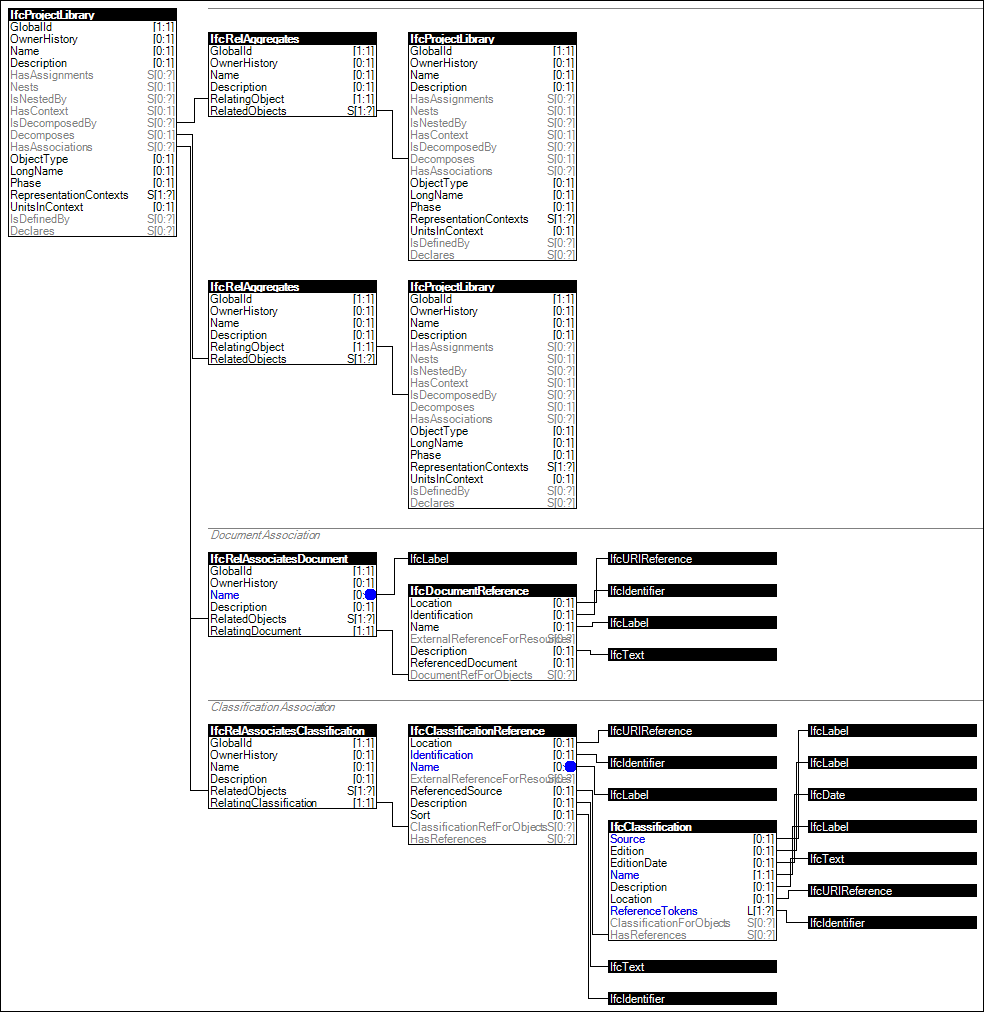 IfcProjectLibrary
GlobalId [1:1]
OwnerHistory [0:1]
Name [0:1]
Description [0:1]
HasAssignments S[0:?]
Nests S[0:1]
IsNestedBy S[0:?]
HasContext S[0:1]
IsDecomposedBy S[0:?]
Decomposes S[0:1]
HasAssociations S[0:?]
ObjectType [0:1]
LongName [0:1]
Phase [0:1]
RepresentationContexts S[1:?]
UnitsInContext [0:1]
IsDefinedBy S[0:?]
Declares S[0:?]
IfcRelAggregates
GlobalId [1:1]
OwnerHistory [0:1]
Name [0:1]
Description [0:1]
RelatingObject [1:1]
RelatedObjects S[1:?]
IfcProjectLibrary
GlobalId [1:1]
OwnerHistory [0:1]
Name [0:1]
Description [0:1]
HasAssignments S[0:?]
Nests S[0:1]
IsNestedBy S[0:?]
HasContext S[0:1]
IsDecomposedBy S[0:?]
Decomposes S[0:1]
HasAssociations S[0:?]
ObjectType [0:1]
LongName [0:1]
Phase [0:1]
RepresentationContexts S[1:?]
UnitsInContext [0:1]
IsDefinedBy S[0:?]
Declares S[0:?]
IfcRelAggregates
GlobalId [1:1]
OwnerHistory [0:1]
Name [0:1]
Description [0:1]
RelatingObject [1:1]
RelatedObjects S[1:?]
IfcProjectLibrary
GlobalId [1:1]
OwnerHistory [0:1]
Name [0:1]
Description [0:1]
HasAssignments S[0:?]
Nests S[0:1]
IsNestedBy S[0:?]
HasContext S[0:1]
IsDecomposedBy S[0:?]
Decomposes S[0:1]
HasAssociations S[0:?]
ObjectType [0:1]
LongName [0:1]
Phase [0:1]
RepresentationContexts S[1:?]
UnitsInContext [0:1]
IsDefinedBy S[0:?]
Declares S[0:?]
Document Association
IfcRelAssociatesDocument
GlobalId [1:1]
OwnerHistory [0:1]
Name [0:
Description [0:1]
RelatedObjects S[1:?]
RelatingDocument [1:1]
IfcLabel
IfcDocumentReference
Location [0:1]
Identification [0:1]
Name [0:1]
ExternalReferenceForResources S[0:?]
Description [0:1]
ReferencedDocument [0:1]
DocumentRefForObjects S[0:?]
IfcURIReference
IfcIdentifier
IfcLabel
IfcText
Classification Association
IfcRelAssociatesClassification
GlobalId [1:1]
OwnerHistory [0:1]
Name [0:1]
Description [0:1]
RelatedObjects S[1:?]
RelatingClassification [1:1]
IfcClassificationReference
Location [0:1]
Identification [0:1]
Name [0:
ExternalReferenceForResources S[0:?]
ReferencedSource [0:1]
Description [0:1]
Sort [0:1]
ClassificationRefForObjects S[0:?]
HasReferences S[0:?]
IfcURIReference
IfcIdentifier
IfcLabel
IfcClassification
Source [0:1]
Edition [0:1]
EditionDate [0:1]
Name [1:1]
Description [0:1]
Location [0:1]
ReferenceTokens L[1:?]
ClassificationForObjects S[0:?]
HasReferences S[0:?]
IfcText
IfcIdentifier
IfcLabel
IfcLabel
IfcDate
IfcLabel
IfcText
IfcURIReference
IfcIdentifier